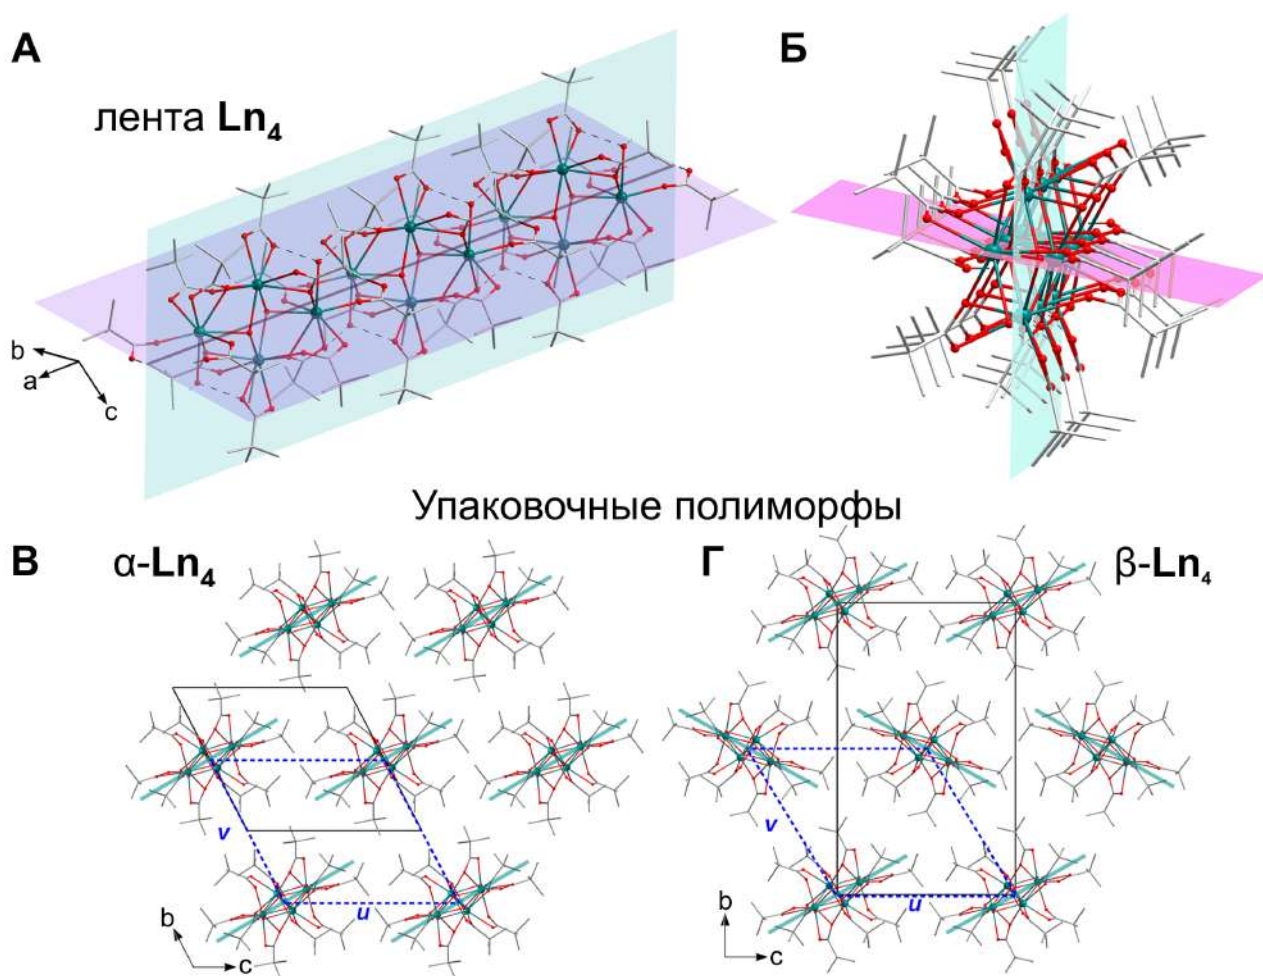 А
Б
лента Ln₄
b
a
c
Упаковочные полиморфы
В
α-Ln₄
Г
β-Ln₄
v
u
b
c
v
u
b
c